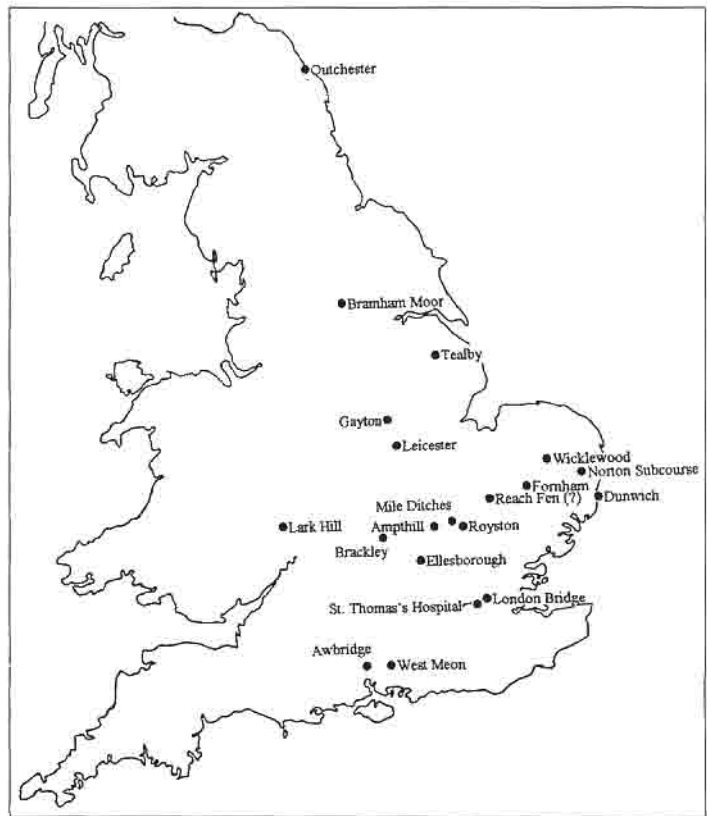 Outchester
Bramham Moor
Tealby
Gayton
Leicester
Wicklewood
Norton Subcourse
Fornham
Reach Fen (?)
Dunwich
Mile Ditches
Lark Hill
Ampthill
Royston
Brackley
Ellesborough
London Bridge
St. Thomas's Hospital
Awbridge
West Meon